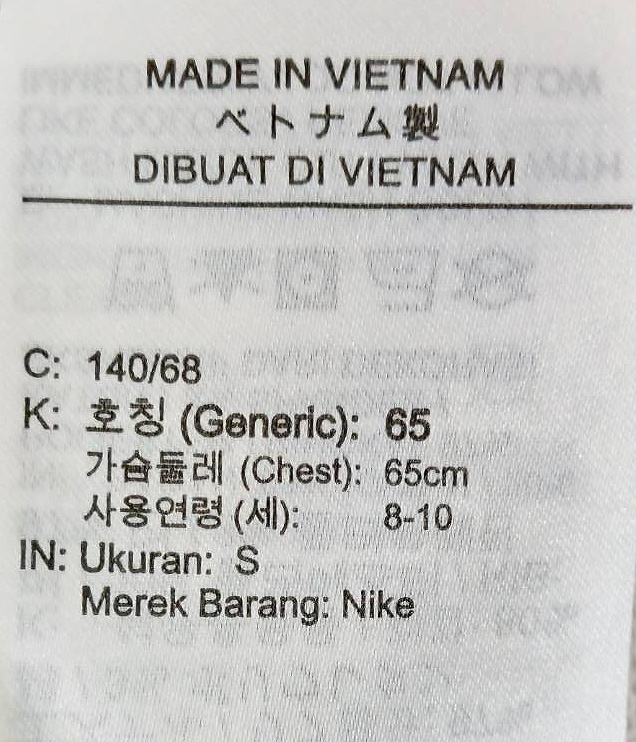 MADE IN VIETNAM
ベトナム製
DIBUAT DI VIETNAM
C: 140/68
K: 호칭 (Generic): 65
가슴둘레 (Chest): 65cm
사용연령 (세): 8-10
IN: Ukuran: S
Merek Barang: Nike